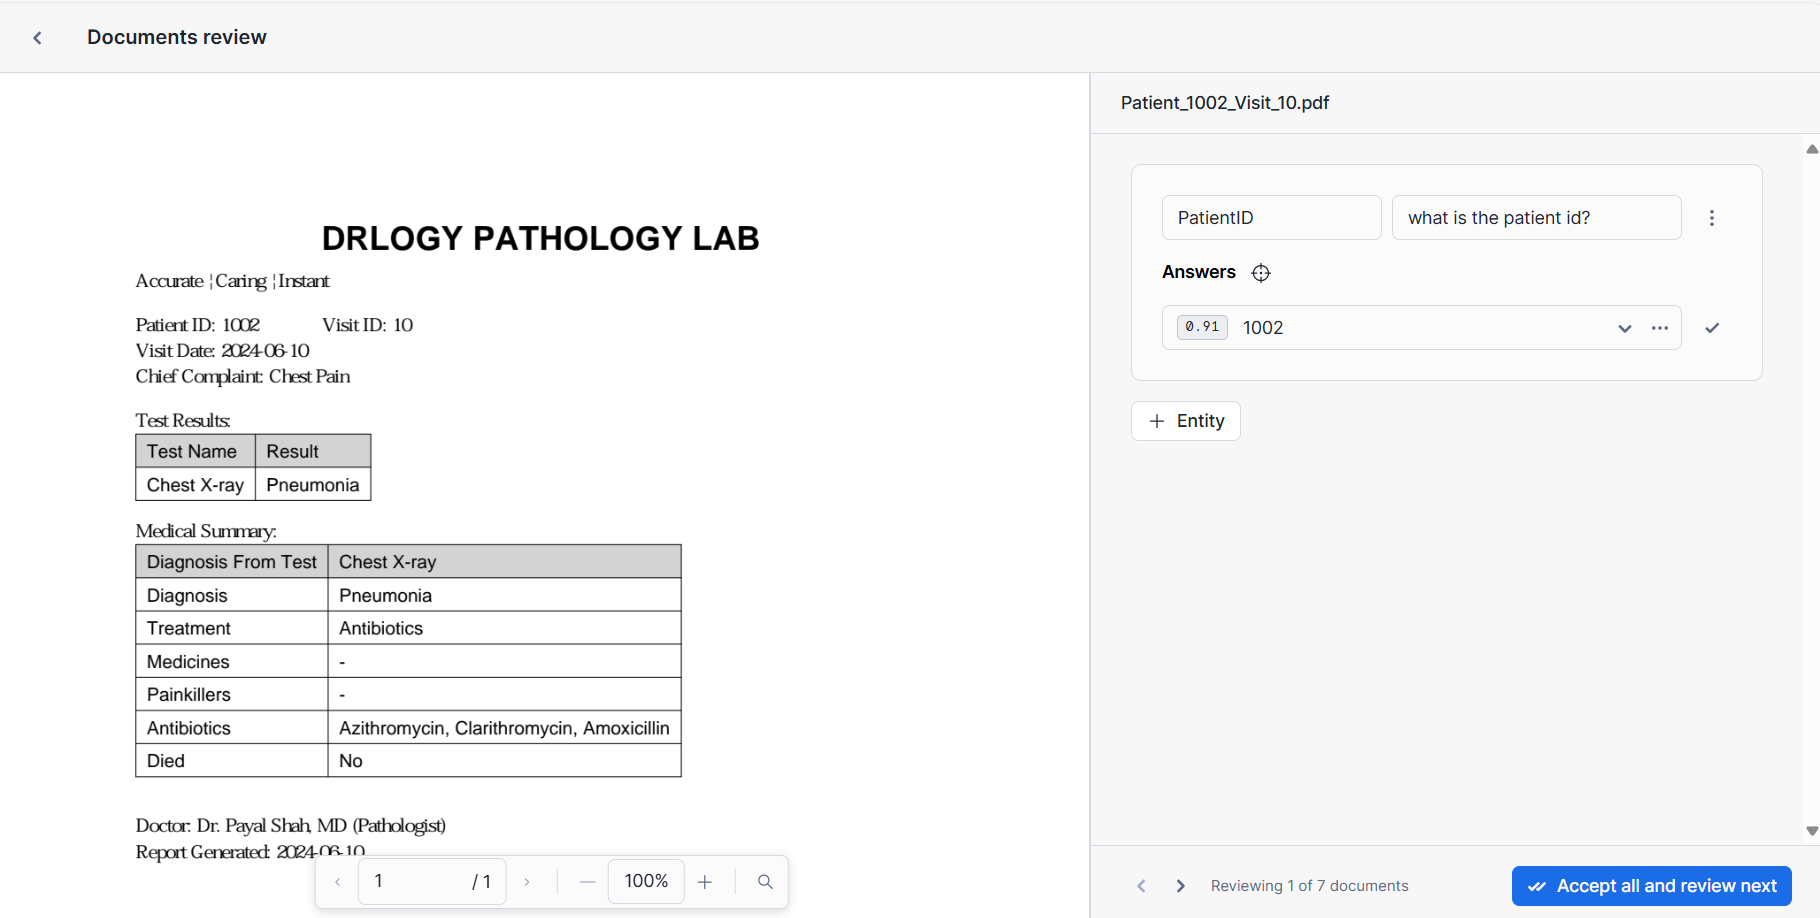 Documents review
DRLOGY PATHOLOGY LAB
Accurate | Caring | Instant
Patient ID: 1002 Visit ID: 10
Visit Date: 2024-06-10
Chief Complaint: Chest Pain
Test Results:
Test Name Result
Chest X-ray Pneumonia
Medical Summary:
Diagnosis From Test Chest X-ray
Diagnosis Pneumonia
Treatment Antibiotics
Medicines -
Painkillers -
Antibiotics Azithromycin, Clarithromycin, Amoxicillin
Died No
Doctor: Dr. Payal Shah, MD (Pathologist)
Report Generated: 2024-06-10
1 / 1 100%
Patient_1002_Visit_10.pdf
PatientID what is the patient id?
Answers
0.91 1002
Entity
Reviewing 1 of 7 documents
Accept all and review next